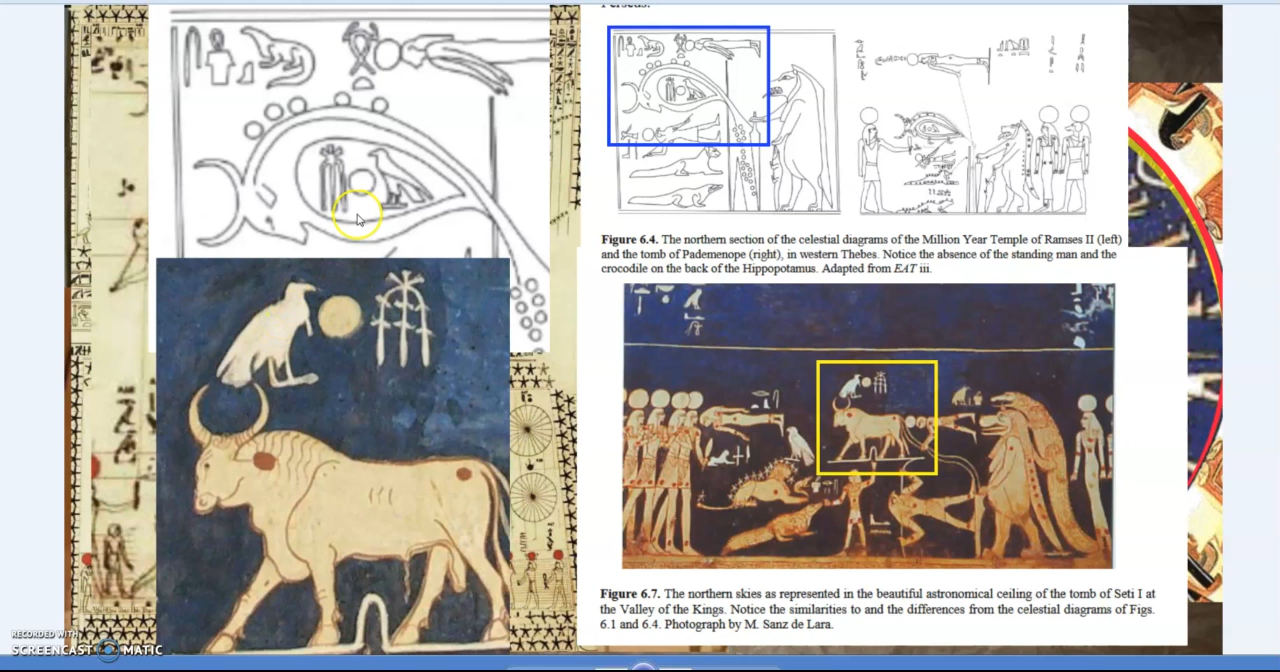 Perseus.
Figure 6.4. The northern section of the celestial diagrams of the Million Year Temple of Ramses II (left)
and the tomb of Pademenope (right), in western Thebes. Notice the absence of the standing man and the
crocodile on the back of the Hippopotamus. Adapted from EAT iii.
Figure 6.7. The northern skies as represented in the beautiful astronomical ceiling of the tomb of Seti I at
the Valley of the Kings. Notice the similarities to and the differences from the celestial diagrams of Figs.
6.1 and 6.4. Photograph by M. Sanz de Lara.
RECORDED WITH
SCREENCAST MATIC